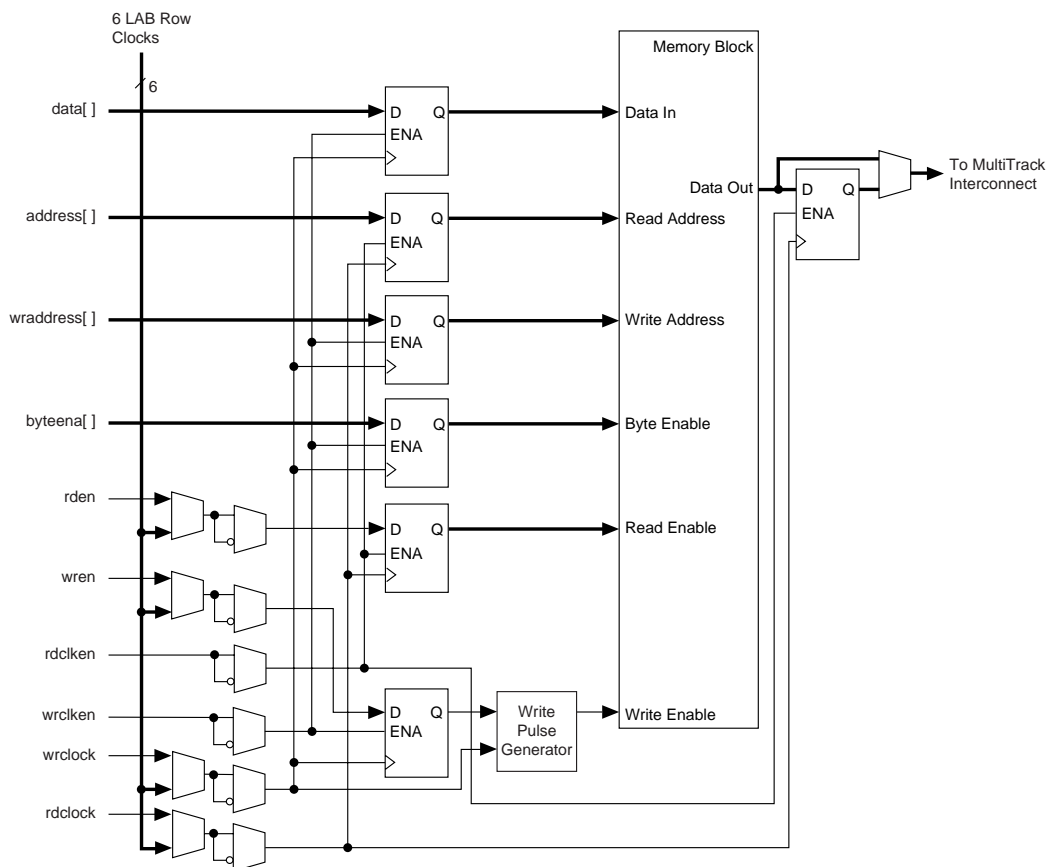 6 LAB Row
Clocks
6
data[ ]
D Q
ENA
Memory Block
Data In
Data Out
D Q
ENA
To MultiTrack
Interconnect
address[ ]
D Q
ENA
Read Address
wraddress[ ]
D Q
ENA
Write Address
byteena[ ]
D Q
ENA
Byte Enable
rden
D Q
ENA
Read Enable
wren
rdclken
wrclken
D Q
ENA
Write
Pulse
Generator
Write Enable
wrclock
rdclock